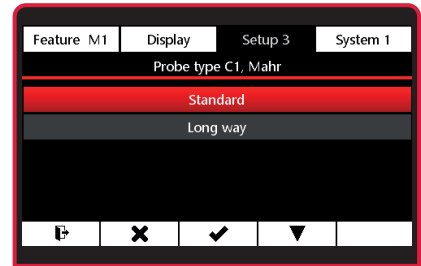 Feature M1 Display Setup 3 System 1
Probe type C1, Mahr
Standard
Long way